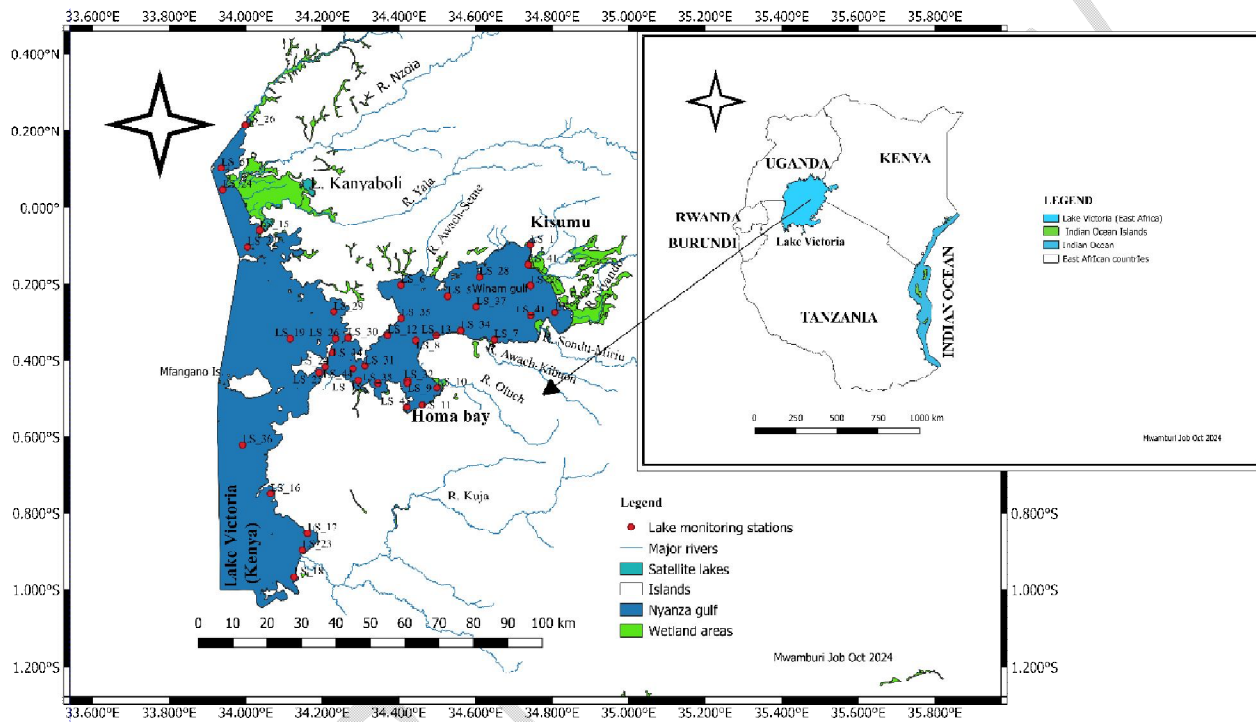 33.600°E 33.800°E 34.000°E 34.200°E 34.400°E 34.600°E 34.800°E 35.000°E 35.200°E 35.400°E 35.600°E 35.800°E
0.400°N
0.200°N
0.000°
0.200°S
0.400°S
0.600°S
0.800°S
1.000°S
1.200°S
R. Nzoia
LS_26
LS_24
L. Kanyaboli
R. Yala
R. Awach-Seme
Kisumu
LS_28
LS_6
Winam gulf
LS_37
LS_29
LS_41
LS_34
LS_7
LS_12
LS_13
LS_8
LS_19
LS_26
LS_30
LS_31
R. Sondu-Miriu
R. Awach-Kibuon
R. Oluch
Mfangano Is
LS_10
LS_9
LS_11
Homa bay
LS_36
LS_16
R. Kuja
LS_17
LS_23
LS_18
Lake Victoria
(Kenya)
0 10 20 30 40 50 60 70 80 90 100 km
Legend
Lake monitoring stations
Major rivers
Satellite lakes
Islands
Nyanza gulf
Wetland areas
Mwamburi Job Oct 2024
UGANDA
KENYA
RWANDA
BURUNDI
Lake Victoria
TANZANIA
INDIAN OCEAN
LEGEND
Lake Victoria (East Africa)
Indian Ocean Islands
Indian Ocean
East African countries
0 250 500 750 1000 km
Mwamburi Job Oct 2024
0.800°S
1.000°S
1.200°S
33.600°E 33.800°E 34.000°E 34.200°E 34.400°E 34.600°E 34.800°E 35.000°E 35.200°E 35.400°E 35.600°E 35.800°E